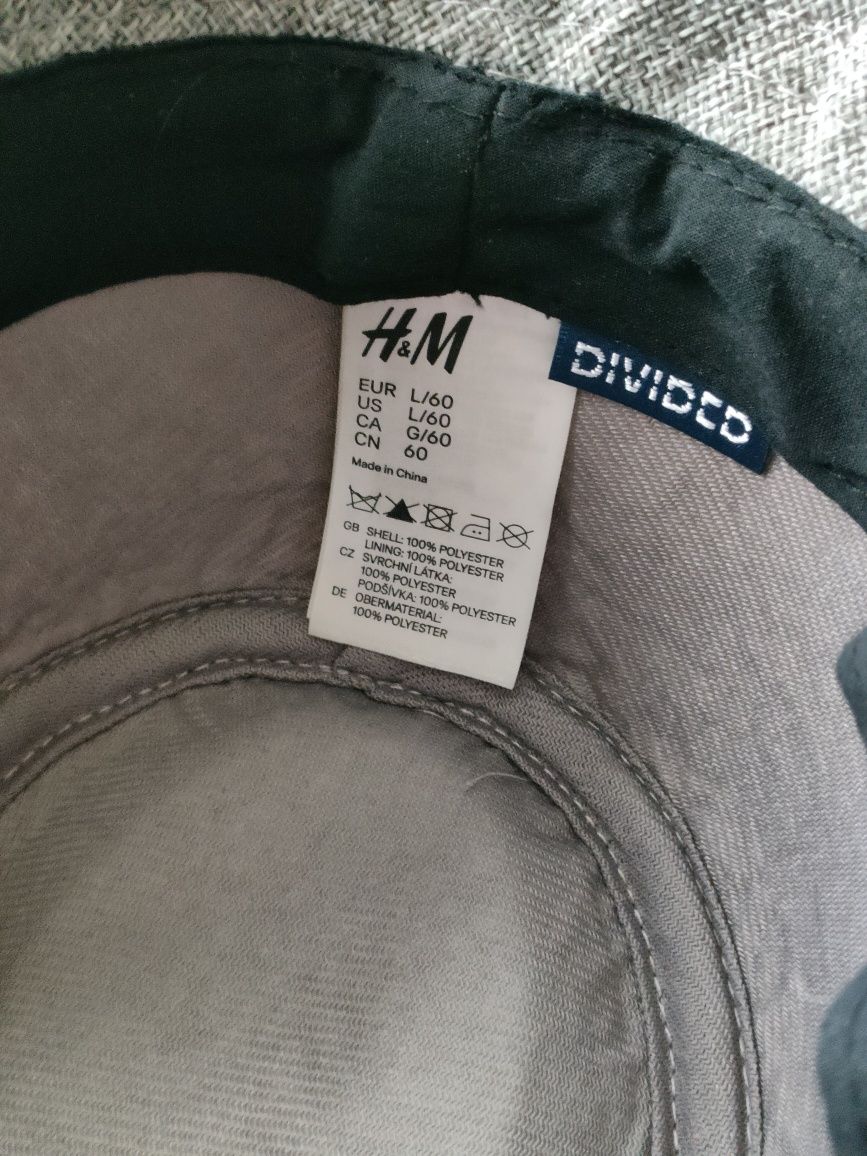 H&M
DIVIDED
EUR L/60
US L/60
CA G/60
CN 60
Made in China
GB SHELL: 100% POLYESTER
LINING: 100% POLYESTER
CZ SVRCHNÍ LÁTKA:
100% POLYESTER
PODŠÍVKA: 100% POLYESTER
DE OBERMATERIAL:
100% POLYESTER